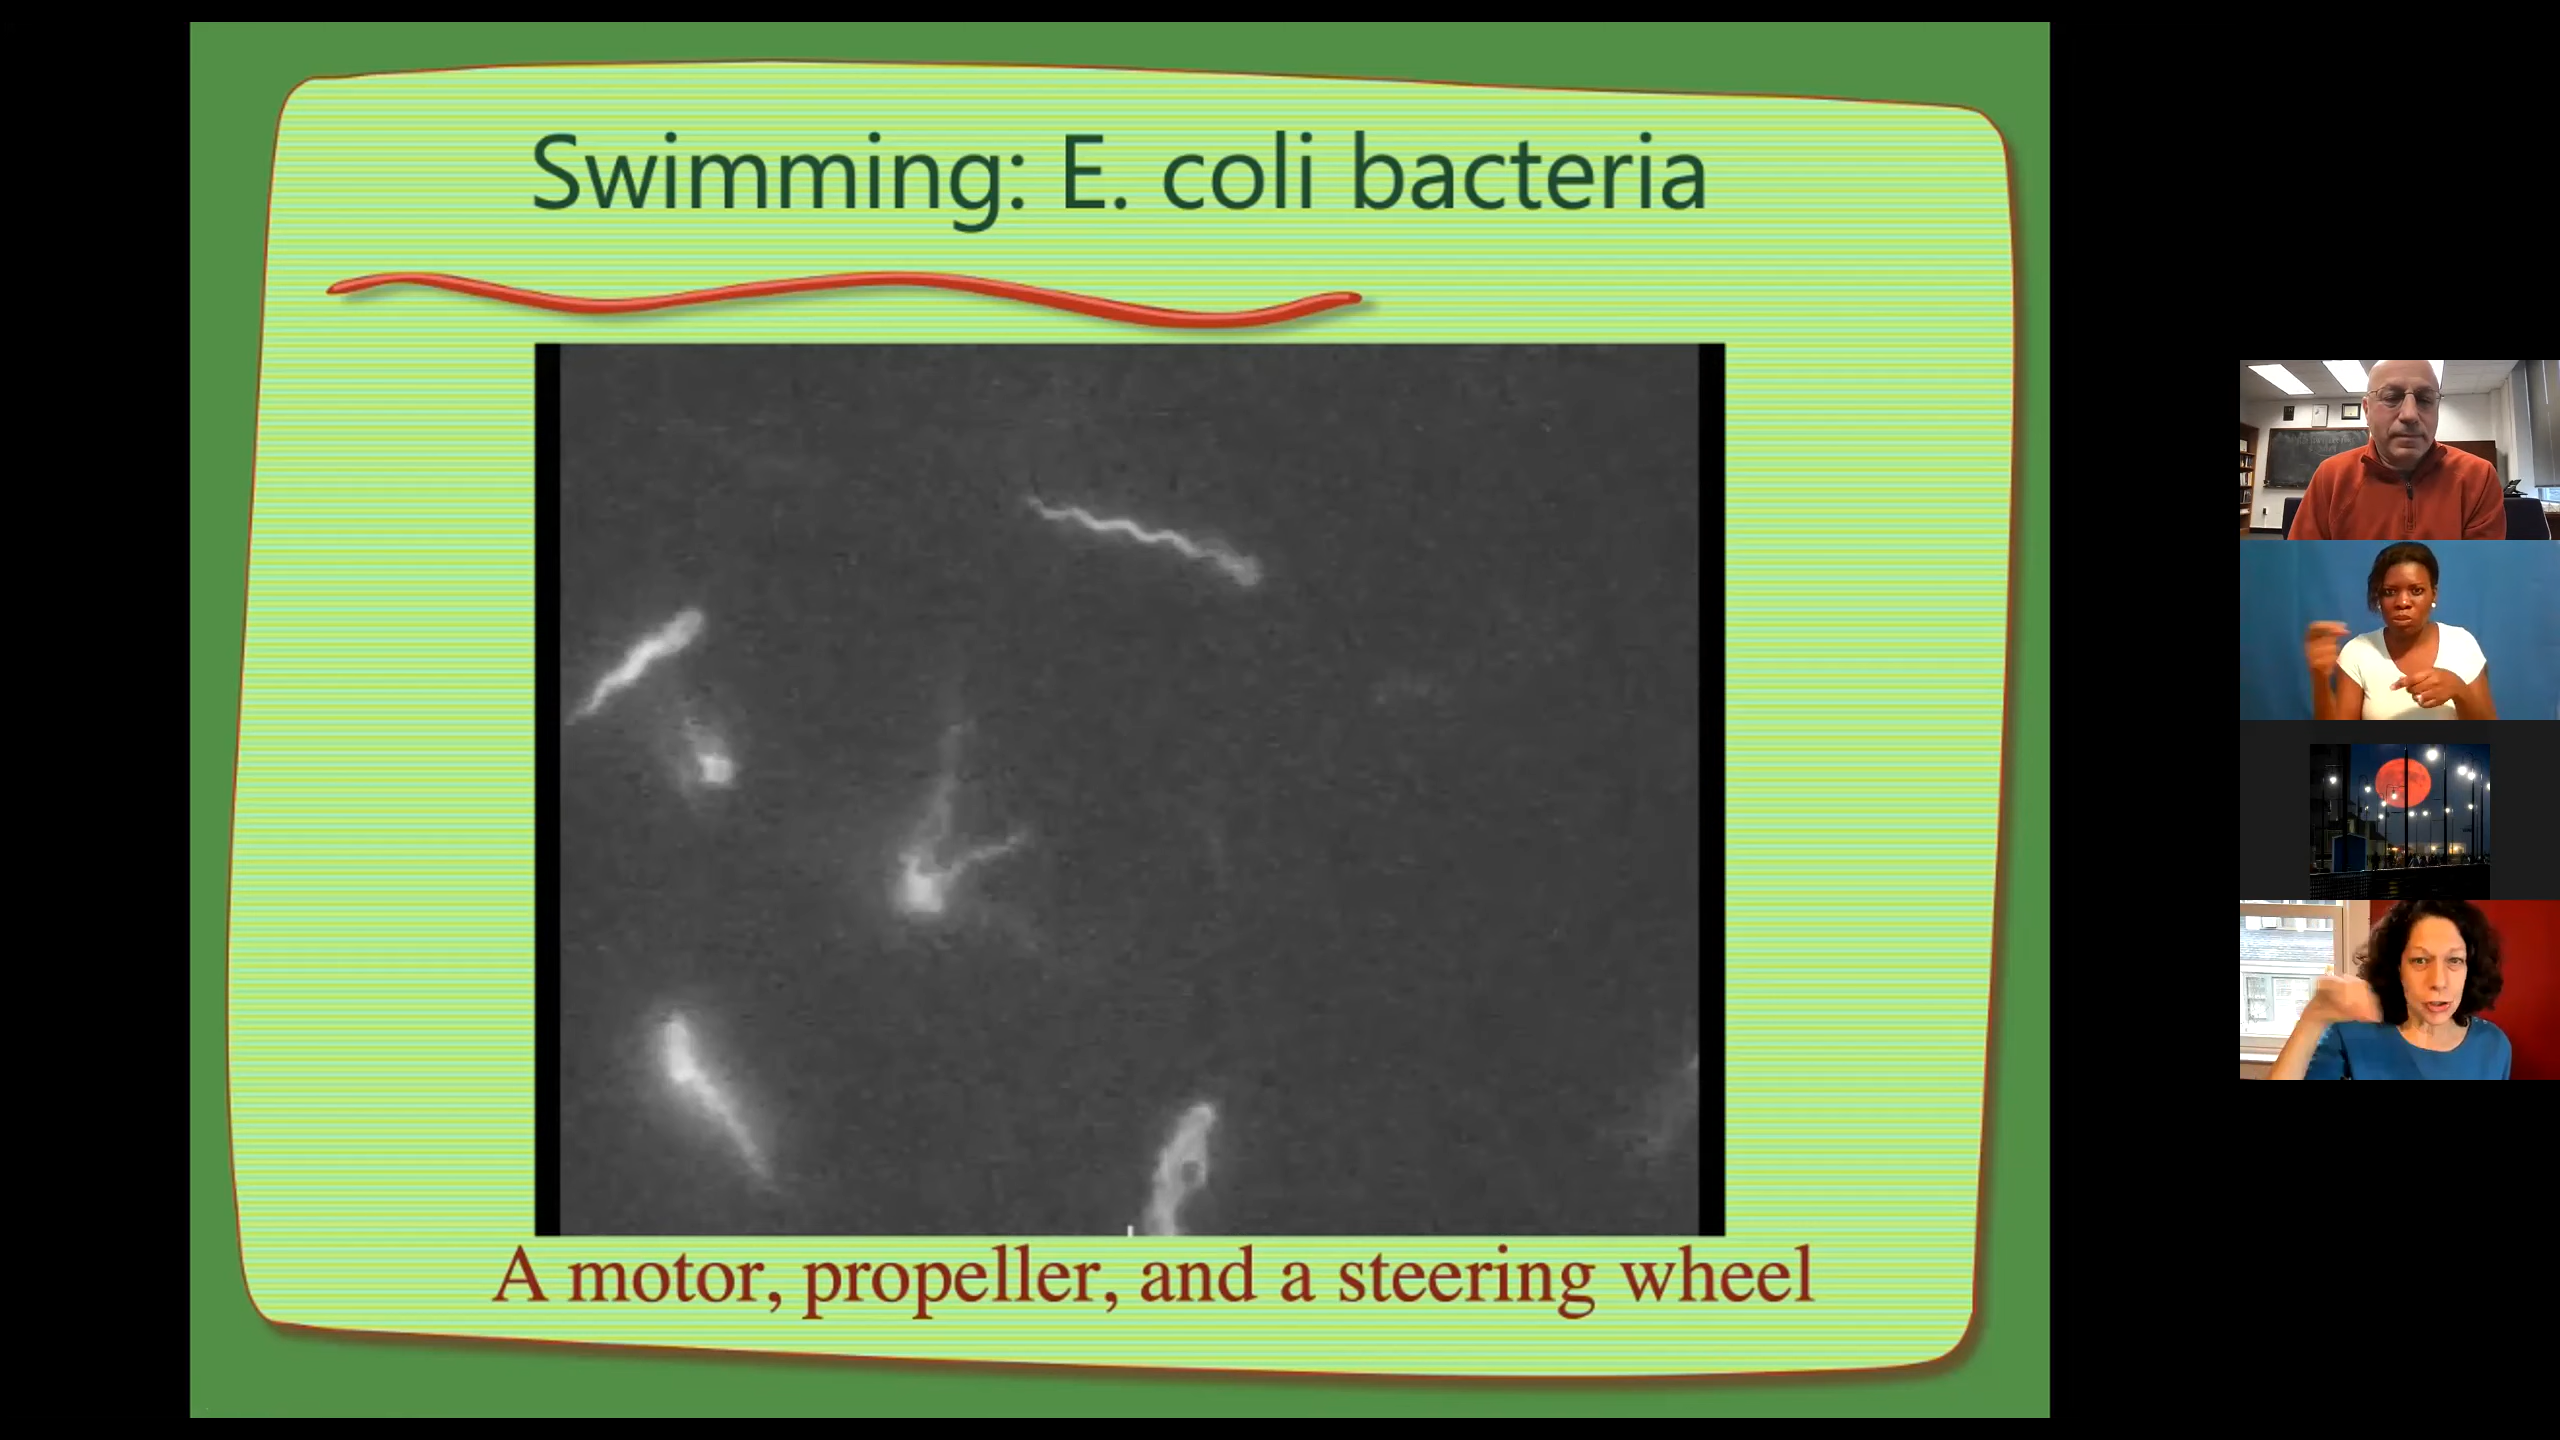 Swimming: E. coli bacteria
A motor, propeller, and a steering wheel